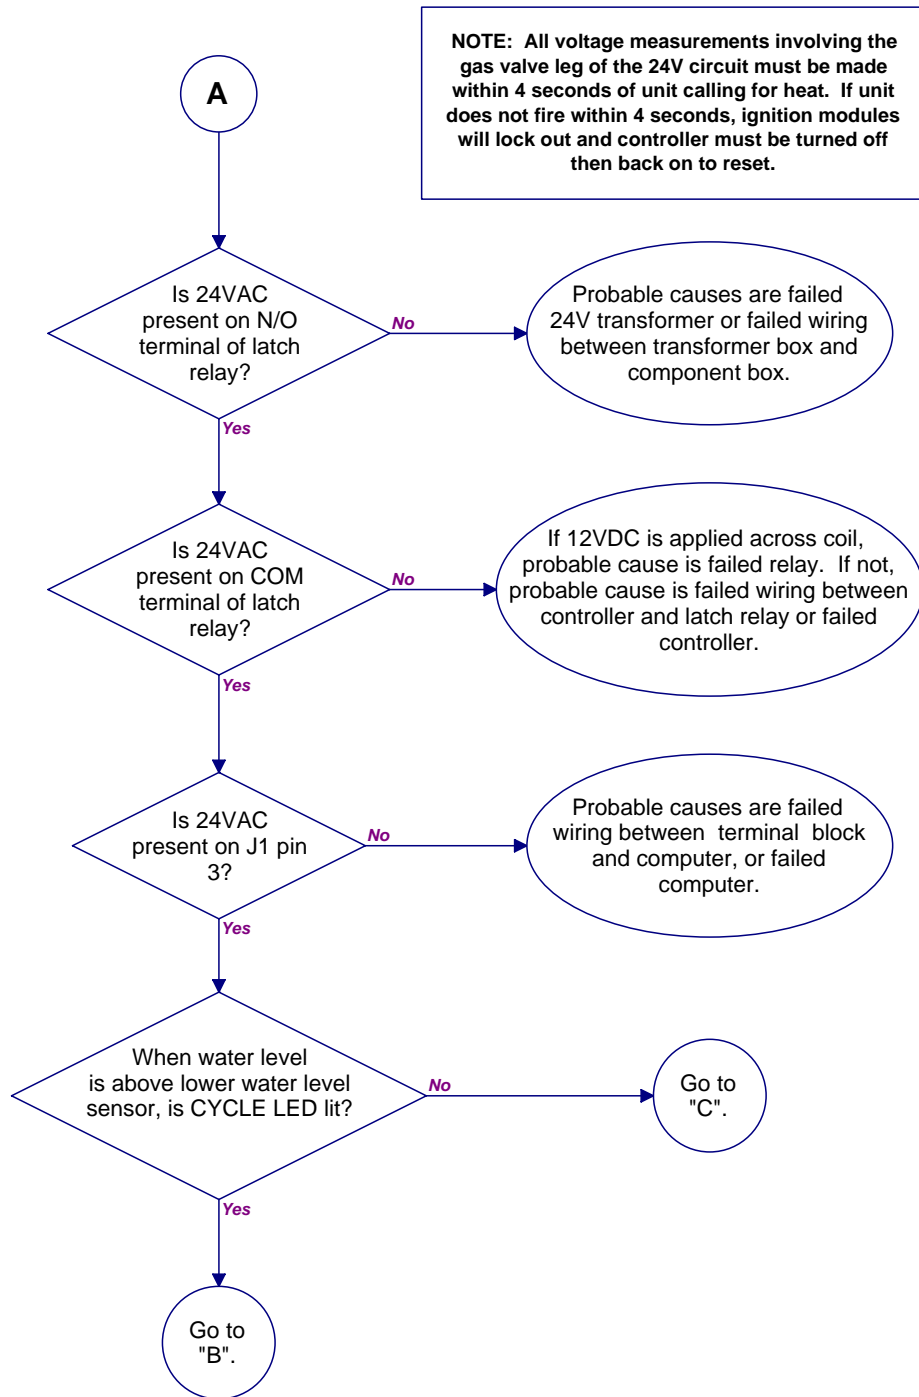 NOTE:  All voltage measurements involving the
gas valve leg of the 24V circuit must be made
within 4 seconds of unit calling for heat.  If unit
does not fire within 4 seconds, ignition modules
will lock out and controller must be turned off
then back on to reset.
A
Is 24VAC
present on N/O
terminal of latch
relay?
No
Probable causes are failed
24V transformer or failed wiring
between transformer box and
component box.
Yes
Is 24VAC
present on COM
terminal of latch
relay?
No
If 12VDC is applied across coil,
probable cause is failed relay.  If not,
probable cause is failed wiring between
controller and latch relay or failed
controller.
Yes
Is 24VAC
present on J1 pin
3?
No
Probable causes are failed
wiring between  terminal  block
and computer, or failed
computer.
Yes
When water level
is above lower water level
sensor, is CYCLE LED lit?
No
Go to
"C".
Yes
Go to
"B".